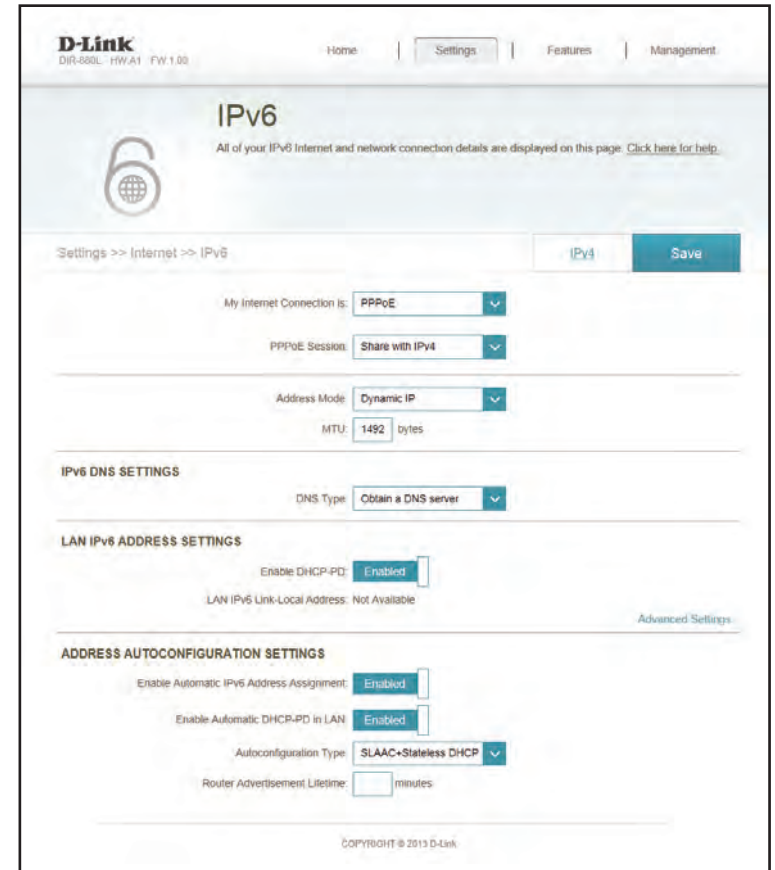 D-Link
DIR-880L HW:A1 FW:1.00
Home | Settings | Features | Management
IPv6
All of your IPv6 Internet and network connection details are displayed on this page. Click here for help.
Settings >> Internet >> IPv6
IPv4
Save
My Internet Connection is: PPPoE
PPPoE Session: Share with IPv4
Address Mode: Dynamic IP
MTU: 1492 bytes
IPv6 DNS SETTINGS
DNS Type: Obtain a DNS server
LAN IPv6 ADDRESS SETTINGS
Enable DHCP-PD: Enabled
LAN IPv6 Link-Local Address: Not Available
Advanced Settings
ADDRESS AUTOCONFIGURATION SETTINGS
Enable Automatic IPv6 Address Assignment: Enabled
Enable Automatic DHCP-PD in LAN: Enabled
Autoconfiguration Type: SLAAC+Stateless DHCP
Router Advertisement Lifetime: minutes
COPYRIGHT © 2013 D-Link